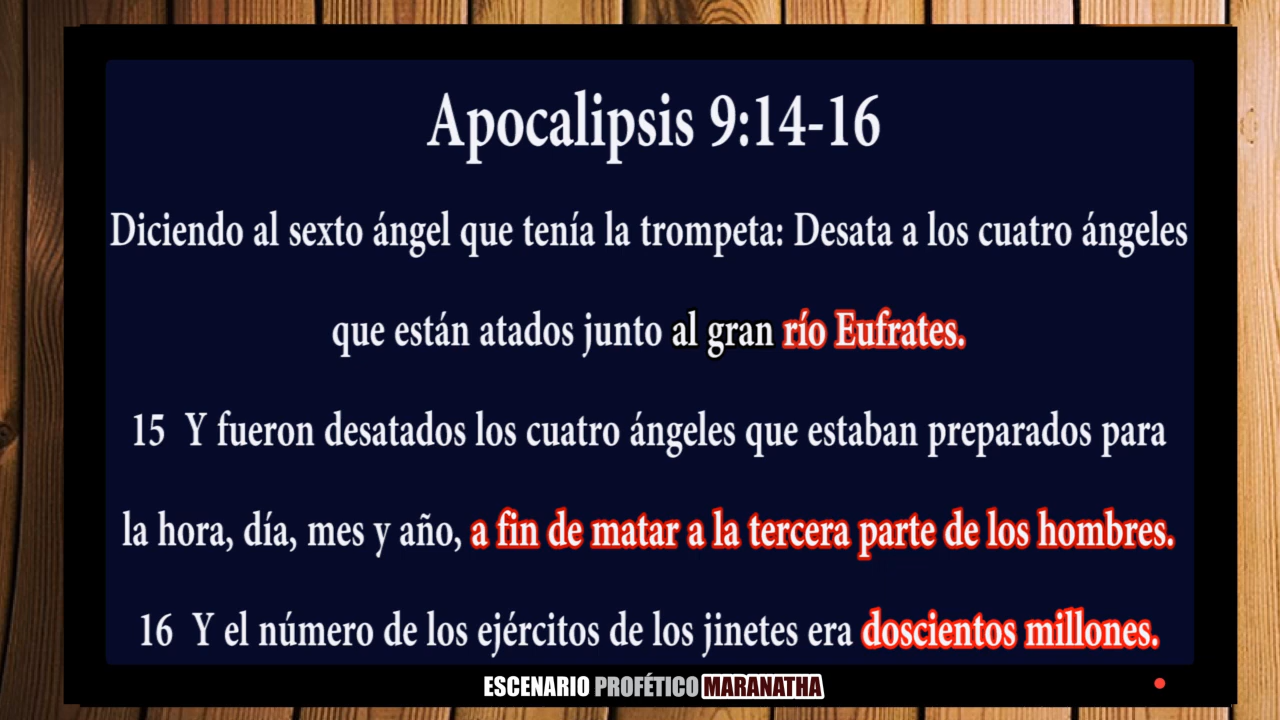 Apocalipsis 9:14-16
Diciendo al sexto ángel que tenía la trompeta: Desata a los cuatro ángeles
que están atados junto al gran río Eufrates.
15 Y fueron desatados los cuatro ángeles que estaban preparados para
la hora, día, mes y año, a fin de matar a la tercera parte de los hombres.
16 Y el número de los ejércitos de los jinetes era doscientos millones.
ESCENARIO PROFÉTICO MARANATHA